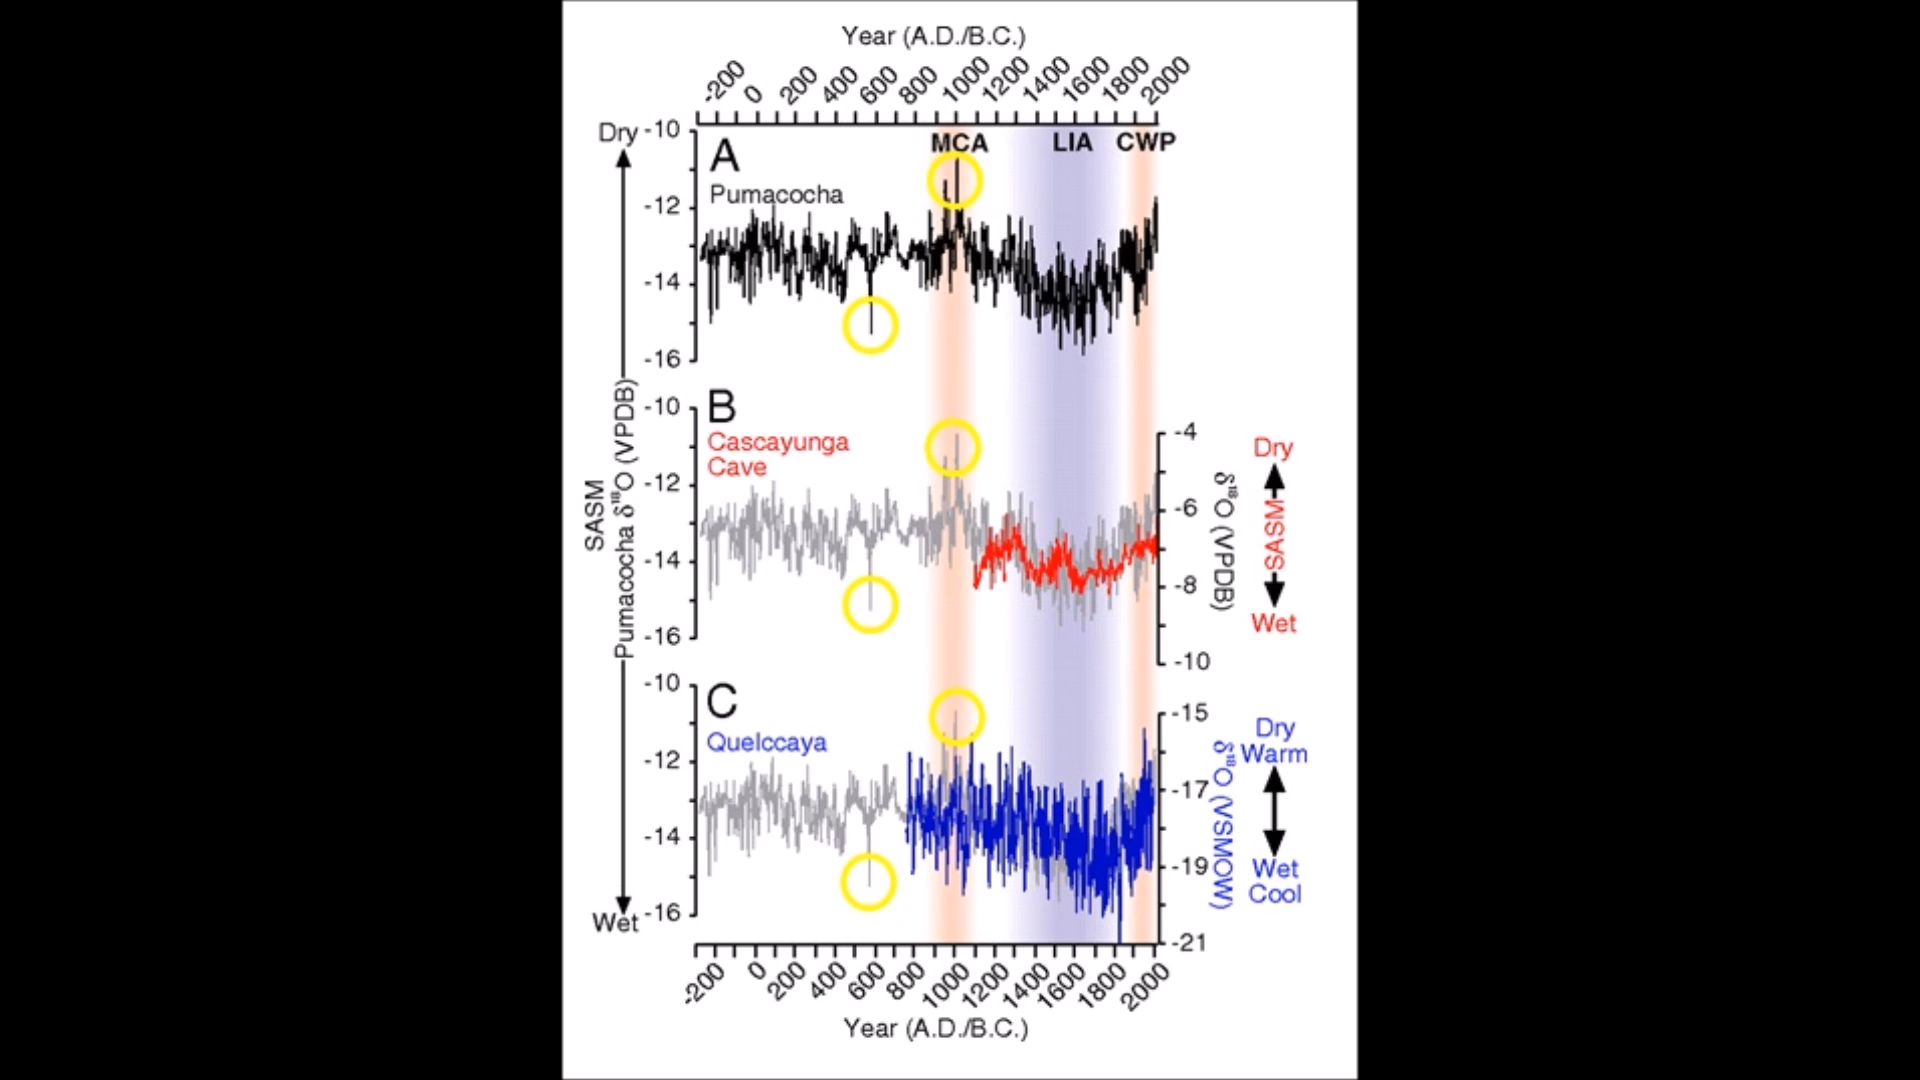 Year (A.D./B.C.)
-200 0 200 400 600 800 1000 1200 1400 1600 1800 2000
MCA LIA CWP
A
Pumacocha
Dry
-10
-12
-14
-16
B
Cascayunga
Cave
-10
-12
-14
-16
-4
-6
-8
-10
δ¹⁸O (VPDB)
Dry
SASM
Wet
SASM
Pumacocha δ¹⁸O (VPDB)
C
Quelccaya
-10
-12
-14
-16
Wet
-15
-17
-19
-21
δ¹⁸O (VSMOW)
Dry
Warm
Wet
Cool
-200 0 200 400 600 800 1000 1200 1400 1600 1800 2000
Year (A.D./B.C.)